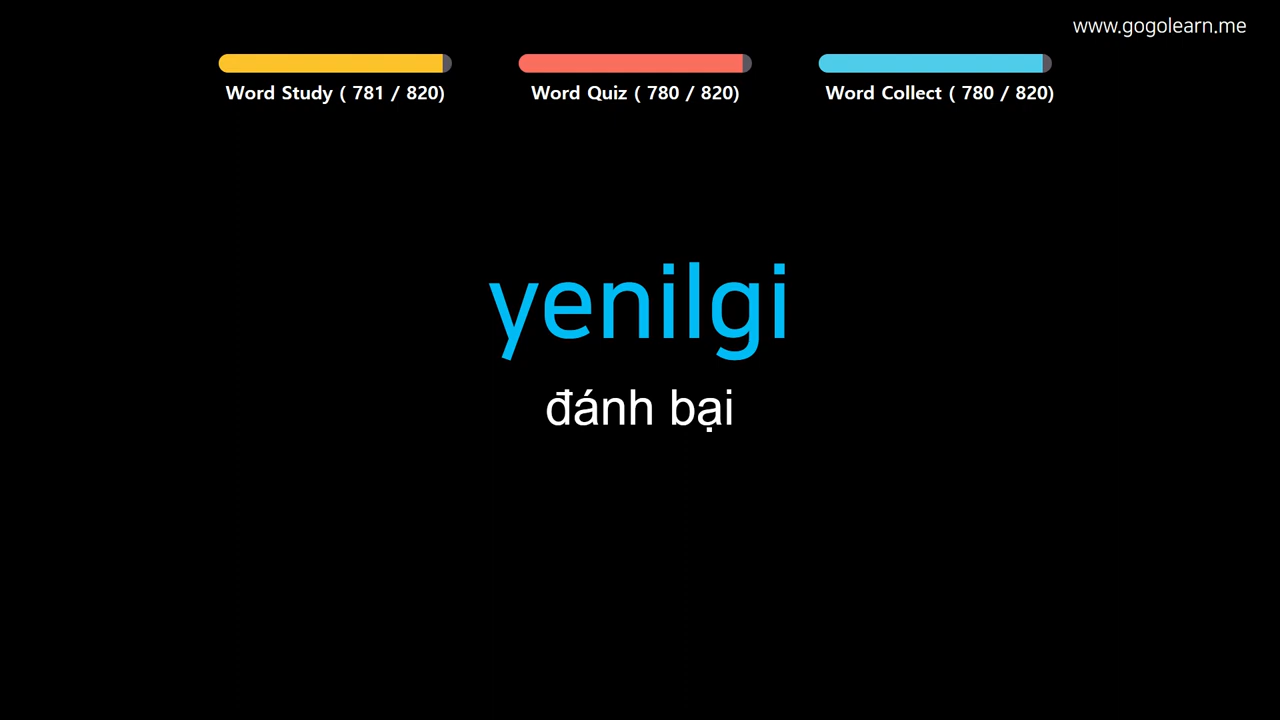 www.gogolearn.me
Word Study ( 781 / 820)
Word Quiz ( 780 / 820)
Word Collect ( 780 / 820)
yenilgi
đánh bại